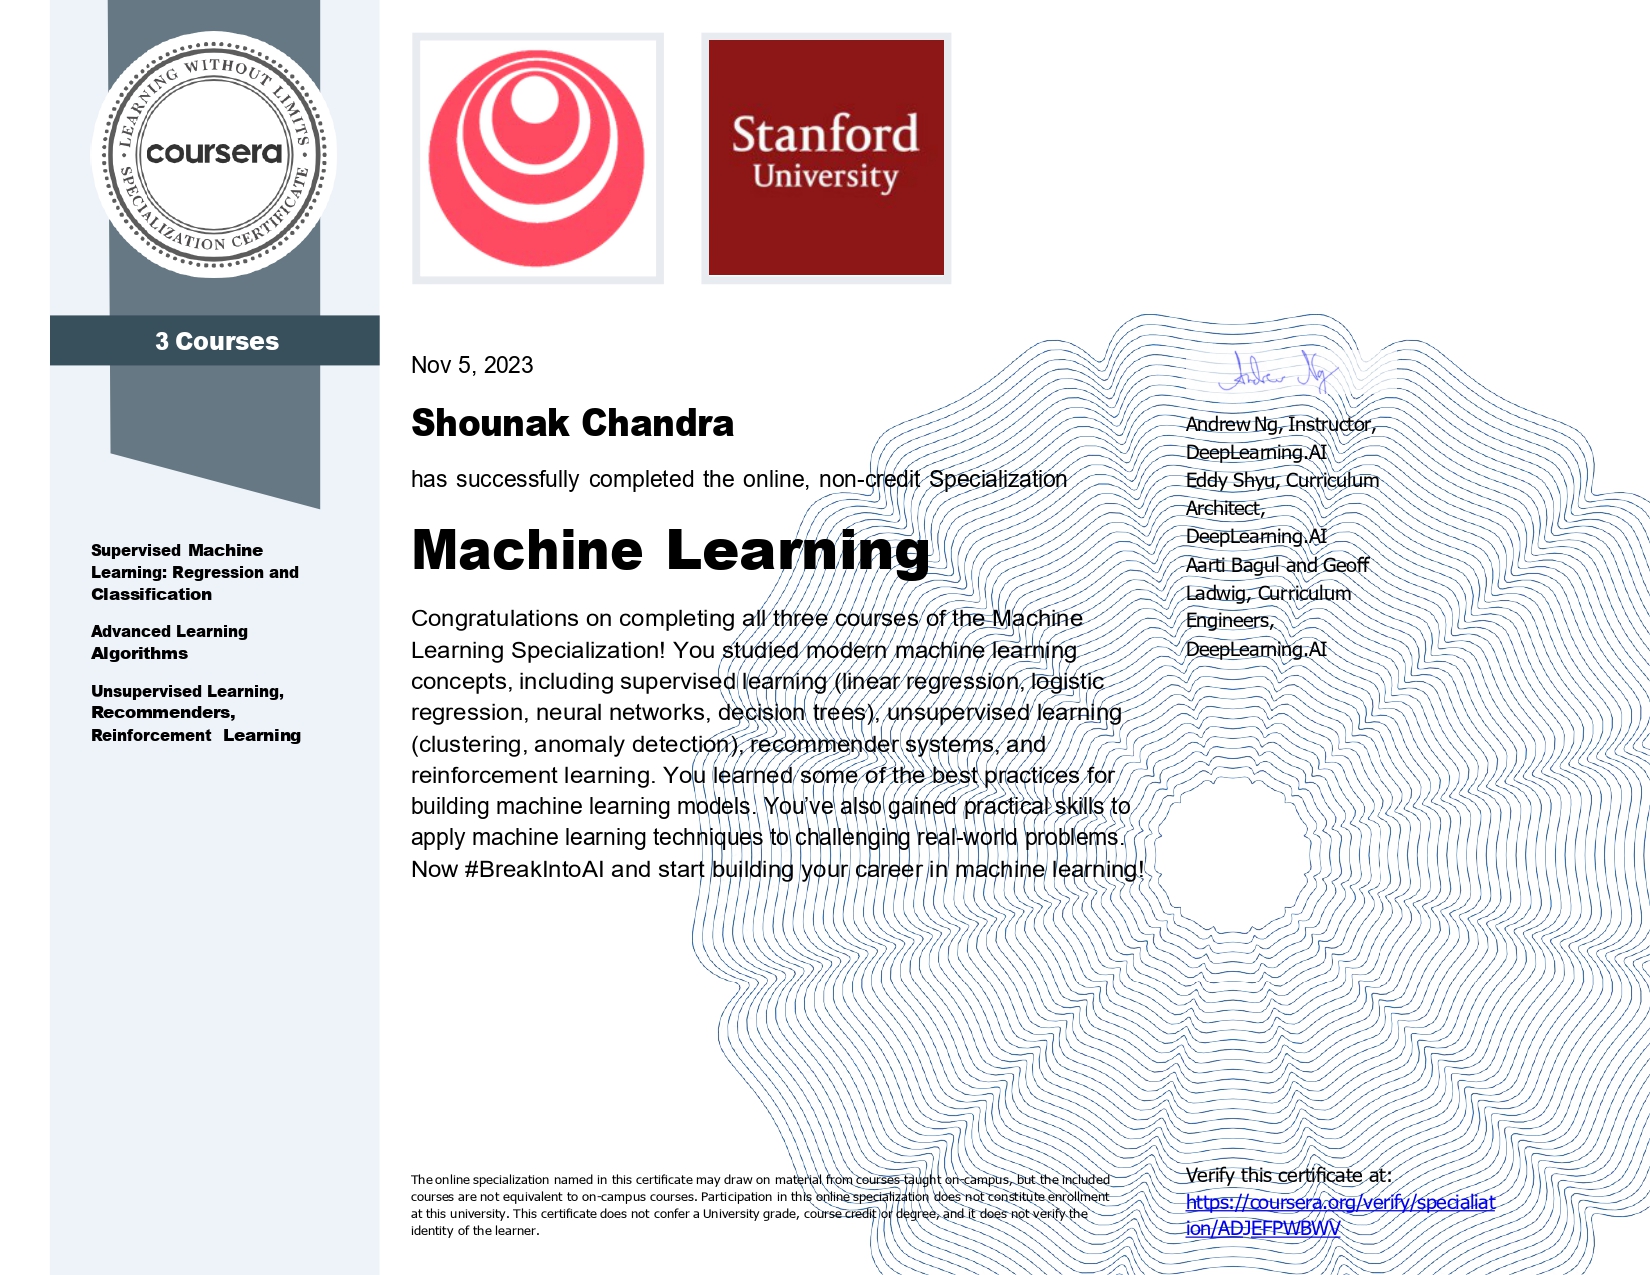 LEARNING WITHOUT LIMITS
coursera
SPECIALIZATION CERTIFICATE
Stanford
University
3 Courses
Supervised Machine
Learning: Regression and
Classification
Advanced Learning
Algorithms
Unsupervised Learning,
Recommenders,
Reinforcement Learning
Nov 5, 2023
Shounak Chandra
has successfully completed the online, non-credit Specialization
Machine Learning
Congratulations on completing all three courses of the Machine
Learning Specialization! You studied modern machine learning
concepts, including supervised learning (linear regression, logistic
regression, neural networks, decision trees), unsupervised learning
(clustering, anomaly detection), recommender systems, and
reinforcement learning. You learned some of the best practices for
building machine learning models. You’ve also gained practical skills to
apply machine learning techniques to challenging real-world problems.
Now #BreakIntoAI and start building your career in machine learning!
Andrew Ng
Andrew Ng, Instructor,
DeepLearning.AI
Eddy Shyu, Curriculum
Architect,
DeepLearning.AI
Aarti Bagul and Geoff
Ladwig, Curriculum
Engineers,
DeepLearning.AI
The online specialization named in this certificate may draw on material from courses taught on-campus, but the included
courses are not equivalent to on-campus courses. Participation in this online specialization does not constitute enrollment
at this university. This certificate does not confer a University grade, course credit or degree, and it does not verify the
identity of the learner.
Verify this certificate at:
https://coursera.org/verify/specialiat
ion/ADJEFPWBWV